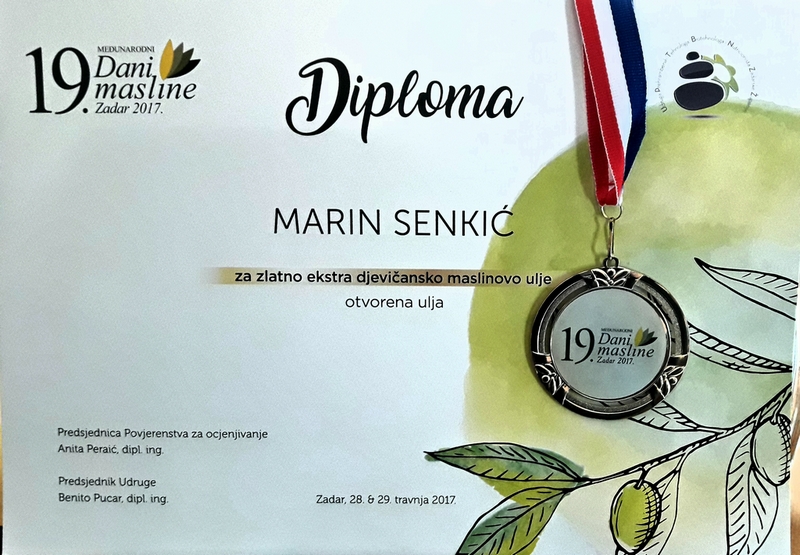 19. MEĐUNARODNI
Dani
masline
Zadar 2017.
Diploma
MARIN SENKIĆ
za zlatno ekstra djevičansko maslinovo ulje
otvorena ulja
19. MEĐUNARODNI
Dani
masline
Zadar 2017.
Predsjednica Povjerenstva za ocjenjivanje
Anita Peraić, dipl. ing.
Predsjednik Udruge
Benito Pucar, dipl. ing.
Zadar, 28. & 29. travnja 2017.